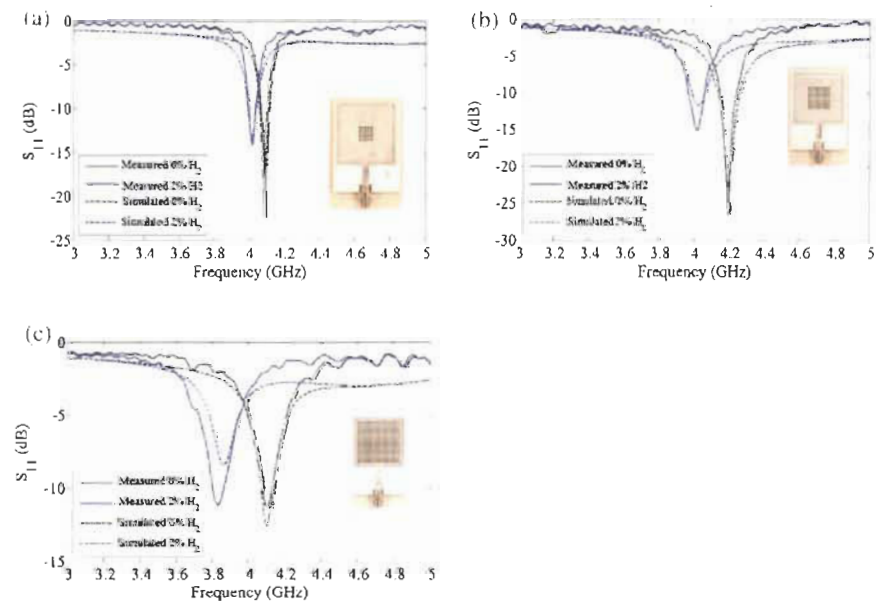 (a)
0
-5
-10
-15
-20
-25
S11 (dB)
Measured 0% H2
Measured 2% H2
Simulated 0% H2
Simulated 2% H2
3 3.2 3.4 3.6 3.8 4 4.2 4.4 4.6 4.8 5
Frequency (GHz)
(b)
0
-5
-10
-15
-20
-25
-30
S11 (dB)
Measured 0% H2
Measured 2% H2
Simulated 0% H2
Simulated 2% H2
3 3.2 3.4 3.6 3.8 4 4.2 4.4 4.6 4.8 5
Frequency (GHz)
(c)
0
-5
-10
-15
S11 (dB)
Measured 0% H2
Measured 2% H2
Simulated 0% H2
Simulated 2% H2
3 3.2 3.4 3.6 3.8 4 4.2 4.4 4.6 4.8 5
Frequency (GHz)